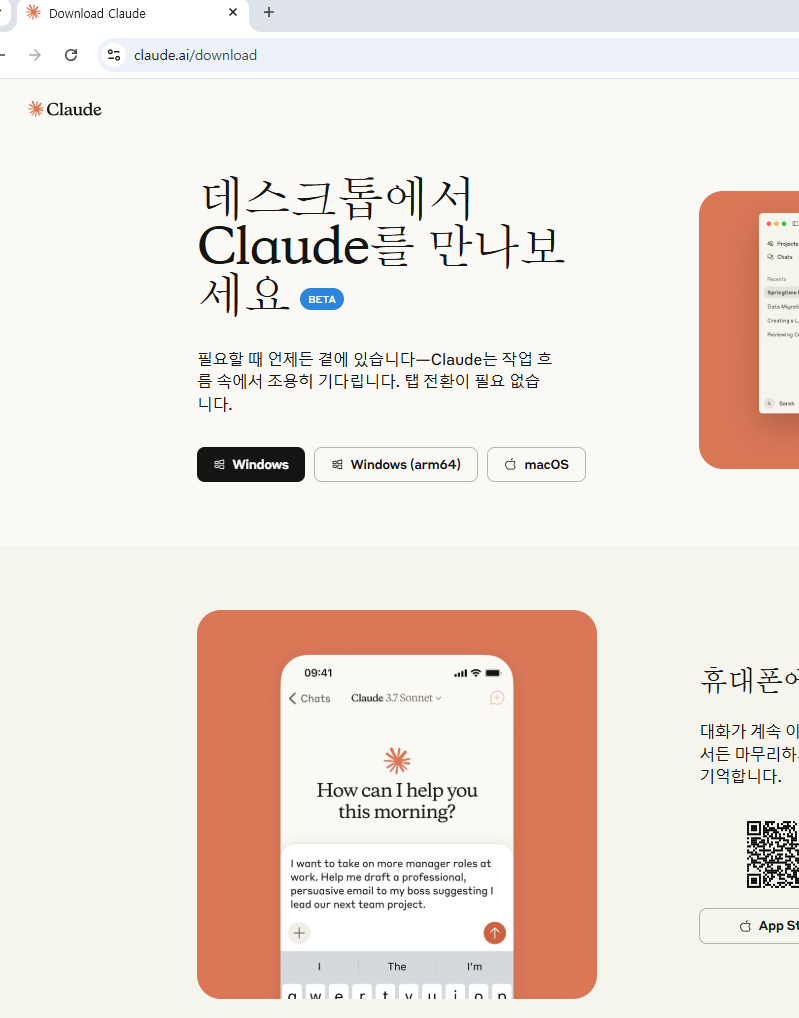 Download Claude
claude.ai/download
Claude
데스크톱에서
Claude를 만나보
세요 BETA
필요할 때 언제든 곁에 있습니다—Claude는 작업 흐
름 속에서 조용히 기다립니다. 탭 전환이 필요 없습
니다.
Windows
Windows (arm64)
macOS
Projects
Chats
Recents
Springtime
Data Migrat
Creating a L
Reviewing Co
S Sarah
09:41
Chats
Claude 3.7 Sonnet
How can I help you
this morning?
I want to take on more manager roles at
work. Help me draft a professional,
persuasive email to my boss suggesting I
lead our next team project.
I The I'm
q w e r t y u i o p
휴대폰에
대화가 계속 이
서든 마무리하
기억합니다.
App St